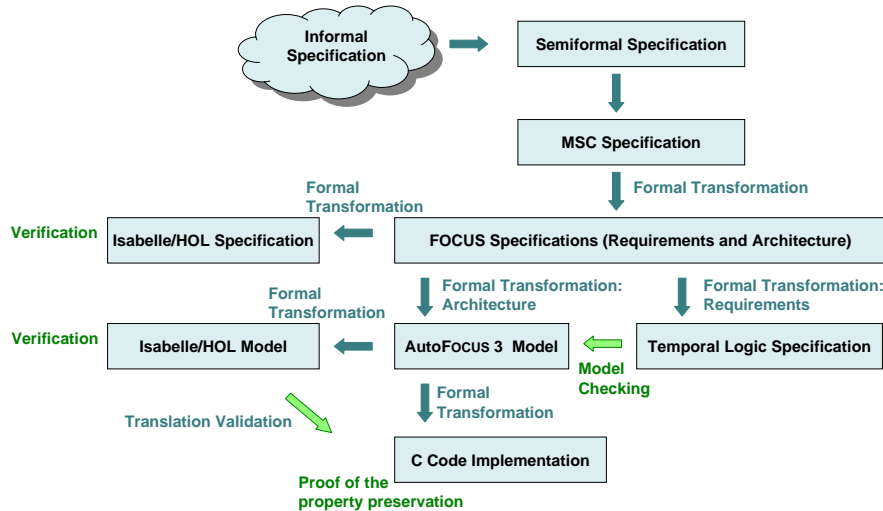 Informal
Specification
Semiformal Specification
MSC Specification
Formal Transformation
Formal
Transformation
Verification
Isabelle/HOL Specification
FOCUS Specifications (Requirements and Architecture)
Formal Transformation:
Architecture
Formal Transformation:
Requirements
Formal
Transformation
Verification
Isabelle/HOL Model
AutoFOCUS 3 Model
Temporal Logic Specification
Model
Checking
Formal
Transformation
Translation Validation
C Code Implementation
Proof of the
property preservation